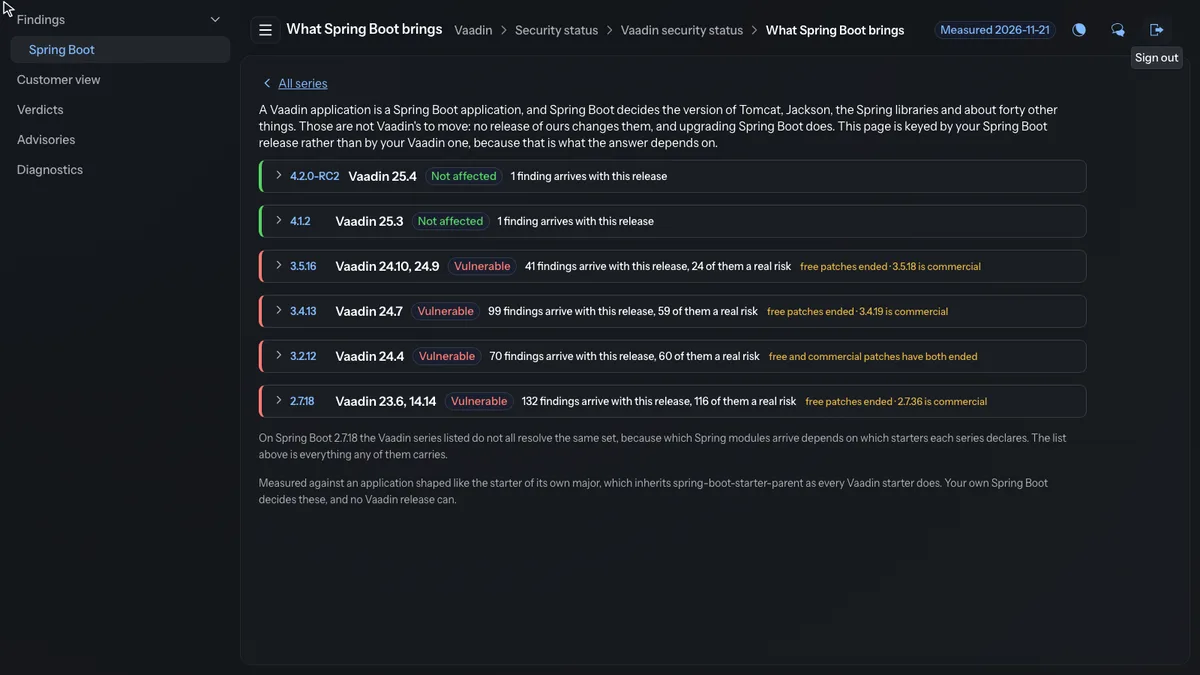 Findings
Spring Boot
Customer view
Verdicts
Advisories
Diagnostics
What Spring Boot brings
Vaadin > Security status > Vaadin security status > What Spring Boot brings
Measured 2026-11-21
Sign out
All series
A Vaadin application is a Spring Boot application, and Spring Boot decides the version of Tomcat, Jackson, the Spring libraries and about forty other
things. Those are not Vaadin's to move: no release of ours changes them, and upgrading Spring Boot does. This page is keyed by your Spring Boot
release rather than by your Vaadin one, because that is what the answer depends on.
4.2.0-RC2 Vaadin 25.4 Not affected 1 finding arrives with this release
4.1.2 Vaadin 25.3 Not affected 1 finding arrives with this release
3.5.16 Vaadin 24.10, 24.9 Vulnerable 41 findings arrive with this release, 24 of them a real risk free patches ended · 3.5.18 is commercial
3.4.13 Vaadin 24.7 Vulnerable 99 findings arrive with this release, 59 of them a real risk free patches ended · 3.4.19 is commercial
3.2.12 Vaadin 24.4 Vulnerable 70 findings arrive with this release, 60 of them a real risk free and commercial patches have both ended
2.7.18 Vaadin 23.6, 14.14 Vulnerable 132 findings arrive with this release, 116 of them a real risk free patches ended · 2.7.36 is commercial
On Spring Boot 2.7.18 the Vaadin series listed do not all resolve the same set, because which Spring modules arrive depends on which starters each series declares. The list
above is everything any of them carries.
Measured against an application shaped like the starter of its own major, which inherits spring-boot-starter-parent as every Vaadin starter does. Your own Spring Boot
decides these, and no Vaadin release can.